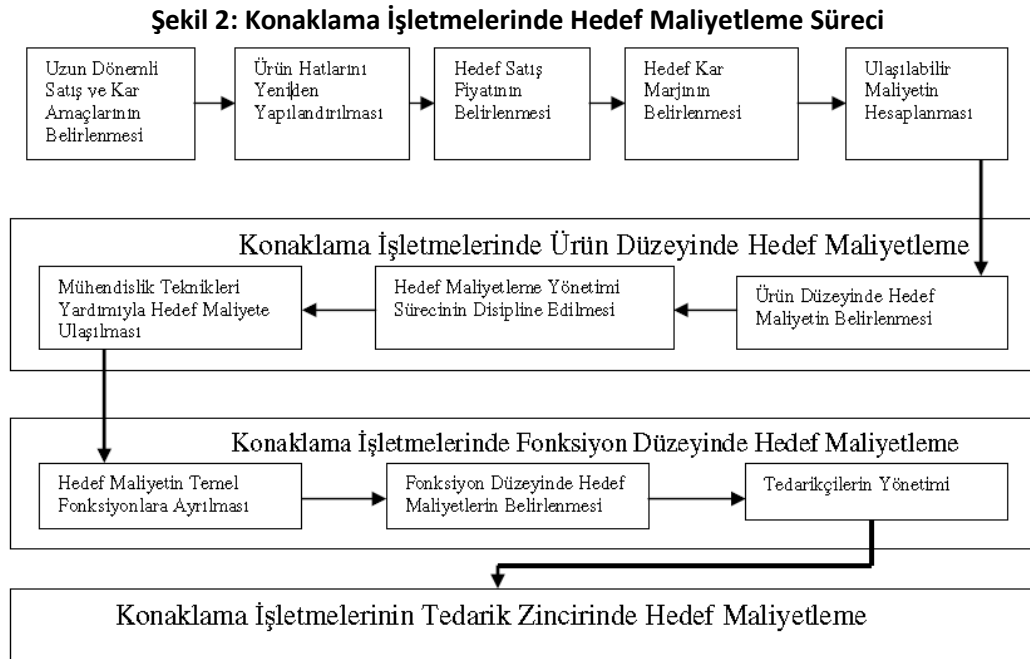 Şekil 2: Konaklama İşletmelerinde Hedef Maliyetleme Süreci
Uzun Dönemli
Satış ve Kar
Amaçlarının
Belirlenmesi
Ürün Hatlarını
Yeniden
Yapılandırılması
Hedef Satış
Fiyatının
Belirlenmesi
Hedef Kar
Marjının
Belirlenmesi
Ulaşılabilir
Maliyetin
Hesaplanması
Konaklama İşletmelerinde Ürün Düzeyinde Hedef Maliyetleme
Mühendislik Teknikleri
Yardımıyla Hedef Maliyete
Ulaşılması
Hedef Maliyetleme Yönetimi
Sürecinin Disipline Edilmesi
Ürün Düzeyinde Hedef
Maliyetin Belirlenmesi
Konaklama İşletmelerinde Fonksiyon Düzeyinde Hedef Maliyetleme
Hedef Maliyetin Temel
Fonksiyonlara Ayrılması
Fonksiyon Düzeyinde Hedef
Maliyetlerin Belirlenmesi
Tedarikçilerin Yönetimi
Konaklama İşletmelerinin Tedarik Zincirinde Hedef Maliyetleme